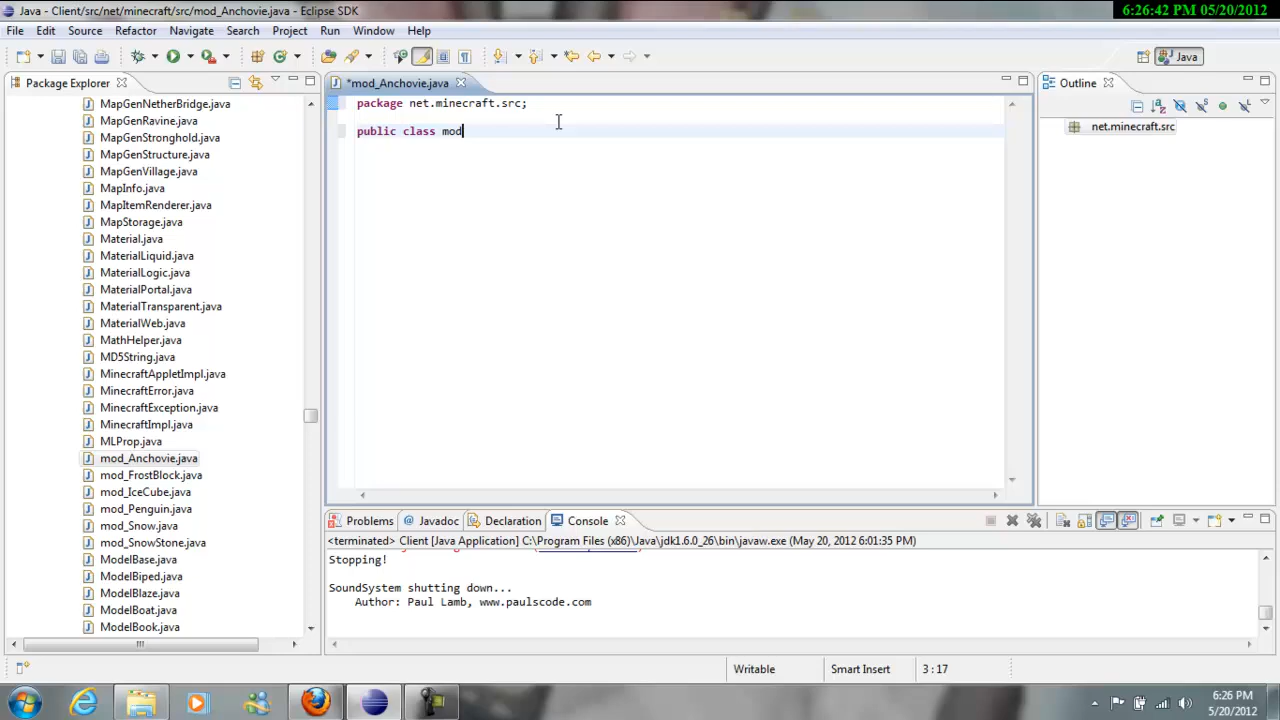 Java - Client/src/net/minecraft/src/mod_Anchovie.java - Eclipse SDK
6:26:42 PM 05/20/2012
File Edit Source Refactor Navigate Search Project Run Window Help
Java
Package Explorer
*mod_Anchovie.java
Outline
MapGenNetherBridge.java
MapGenRavine.java
MapGenStronghold.java
MapGenStructure.java
MapGenVillage.java
MapInfo.java
MapItemRenderer.java
MapStorage.java
Material.java
MaterialLiquid.java
MaterialLogic.java
MaterialPortal.java
MaterialTransparent.java
MaterialWeb.java
MathHelper.java
MD5String.java
MinecraftAppletImpl.java
MinecraftError.java
MinecraftException.java
MinecraftImpl.java
MLProp.java
mod_Anchovie.java
mod_FrostBlock.java
mod_IceCube.java
mod_Penguin.java
mod_Snow.java
mod_SnowStone.java
ModelBase.java
ModelBiped.java
ModelBlaze.java
ModelBoat.java
ModelBook.java
package net.minecraft.src;
public class mod
net.minecraft.src
Problems Javadoc Declaration Console
<terminated> Client [Java Application] C:\Program Files (x86)\Java\jdk1.6.0_26\bin\javaw.exe (May 20, 2012 6:01:35 PM)
Stopping!
SoundSystem shutting down...
Author: Paul Lamb, www.paulscode.com
Writable Smart Insert 3 : 17
6:26 PM
5/20/2012